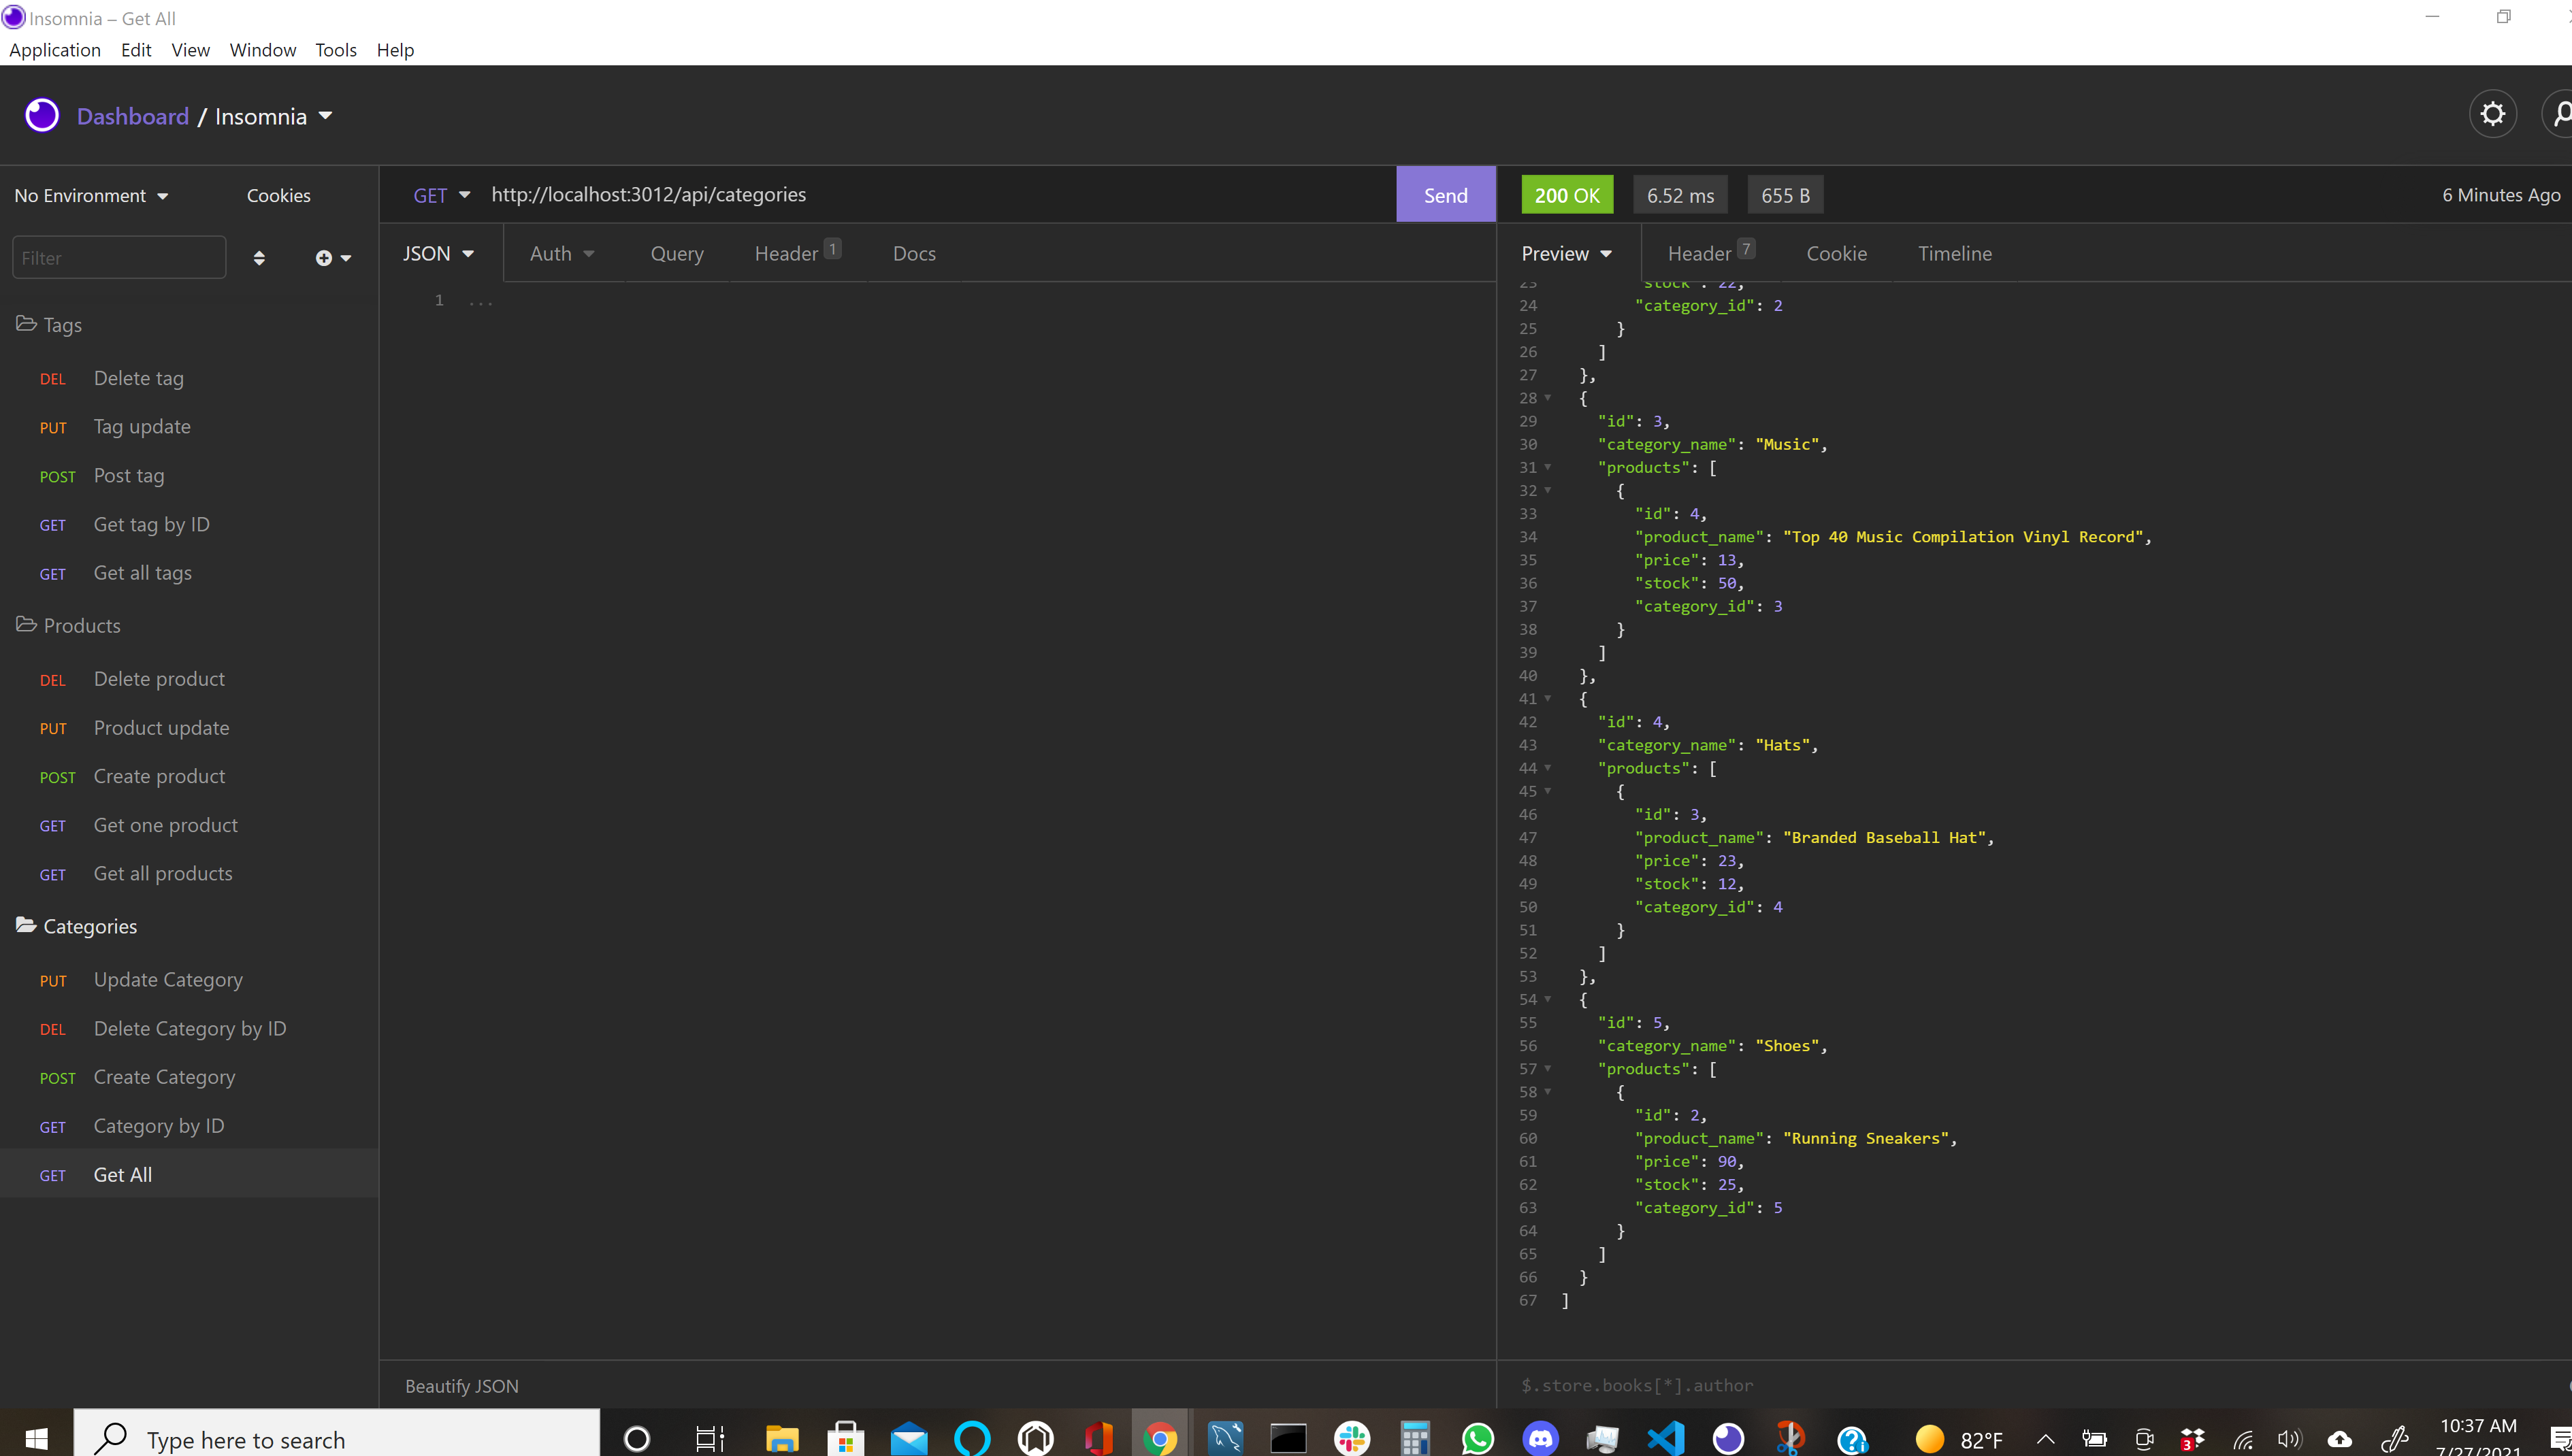 Insomnia – Get All
Application Edit View Window Tools Help
Dashboard / Insomnia
No Environment Cookies
Filter
Tags
DEL Delete tag
PUT Tag update
POST Post tag
GET Get tag by ID
GET Get all tags
Products
DEL Delete product
PUT Product update
POST Create product
GET Get one product
GET Get all products
Categories
PUT Update Category
DEL Delete Category by ID
POST Create Category
GET Category by ID
GET Get All
GET http://localhost:3012/api/categories Send
JSON Auth Query Header 1 Docs
1 ...
Beautify JSON
200 OK 6.52 ms 655 B 6 Minutes Ago
Preview Header 7 Cookie Timeline
23 "stock": 22,
24 "category_id": 2
25 }
26 ]
27 },
28 {
29 "id": 3,
30 "category_name": "Music",
31 "products": [
32 {
33 "id": 4,
34 "product_name": "Top 40 Music Compilation Vinyl Record",
35 "price": 13,
36 "stock": 50,
37 "category_id": 3
38 }
39 ]
40 },
41 {
42 "id": 4,
43 "category_name": "Hats",
44 "products": [
45 {
46 "id": 3,
47 "product_name": "Branded Baseball Hat",
48 "price": 23,
49 "stock": 12,
50 "category_id": 4
51 }
52 ]
53 },
54 {
55 "id": 5,
56 "category_name": "Shoes",
57 "products": [
58 {
59 "id": 2,
60 "product_name": "Running Sneakers",
61 "price": 90,
62 "stock": 25,
63 "category_id": 5
64 }
65 ]
66 }
67 ]
$.store.books[*].author
Type here to search
3
82°F
10:37 AM
7/27/2021